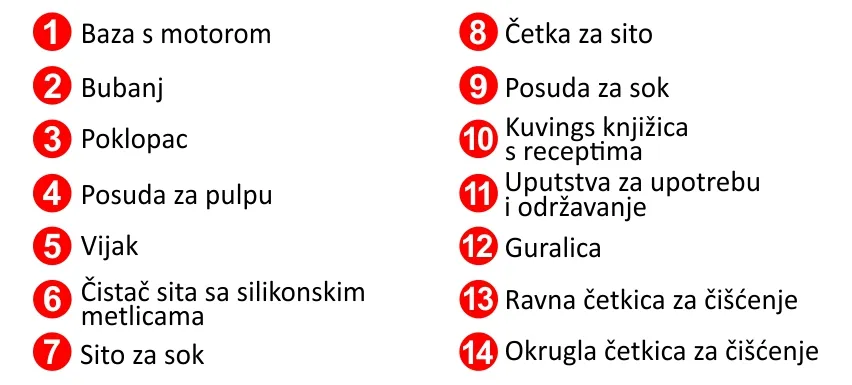 1 Baza s motorom
2 Bubanj
3 Poklopac
4 Posuda za pulpu
5 Vijak
6 Čistač sita sa silikonskim
metlicama
7 Sito za sok
8 Četka za sito
9 Posuda za sok
10 Kuvings knjižica
s receptima
11 Uputstva za upotrebu
i održavanje
12 Guralica
13 Ravna četkica za čišćenje
14 Okrugla četkica za čišćenje